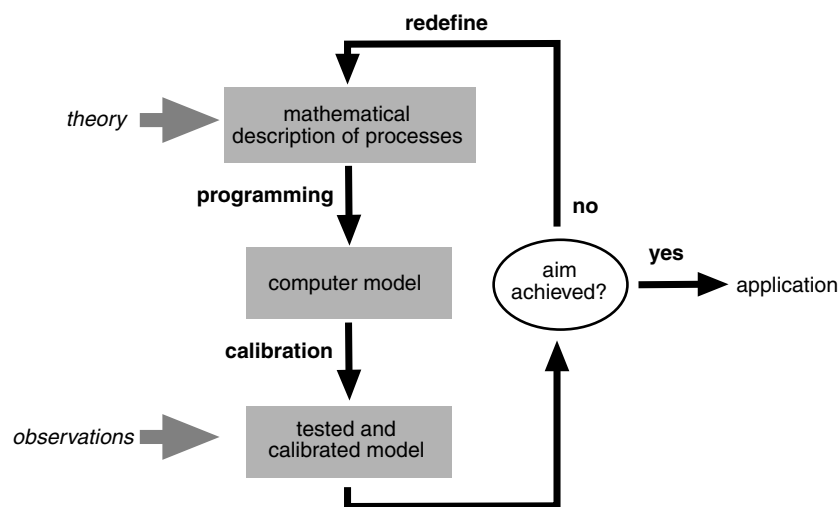 redefine
theory
mathematical
description of processes
programming
no
yes
aim
achieved?
application
computer model
calibration
observations
tested and
calibrated model